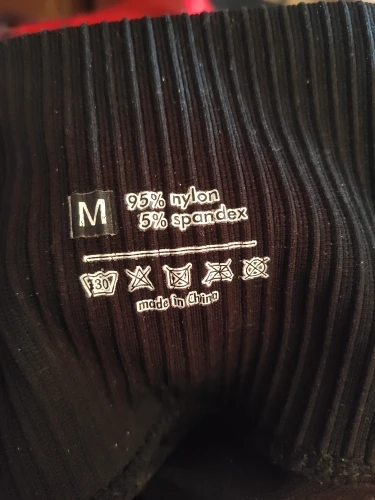 M
95% nylon
5% spandex
30
made in China